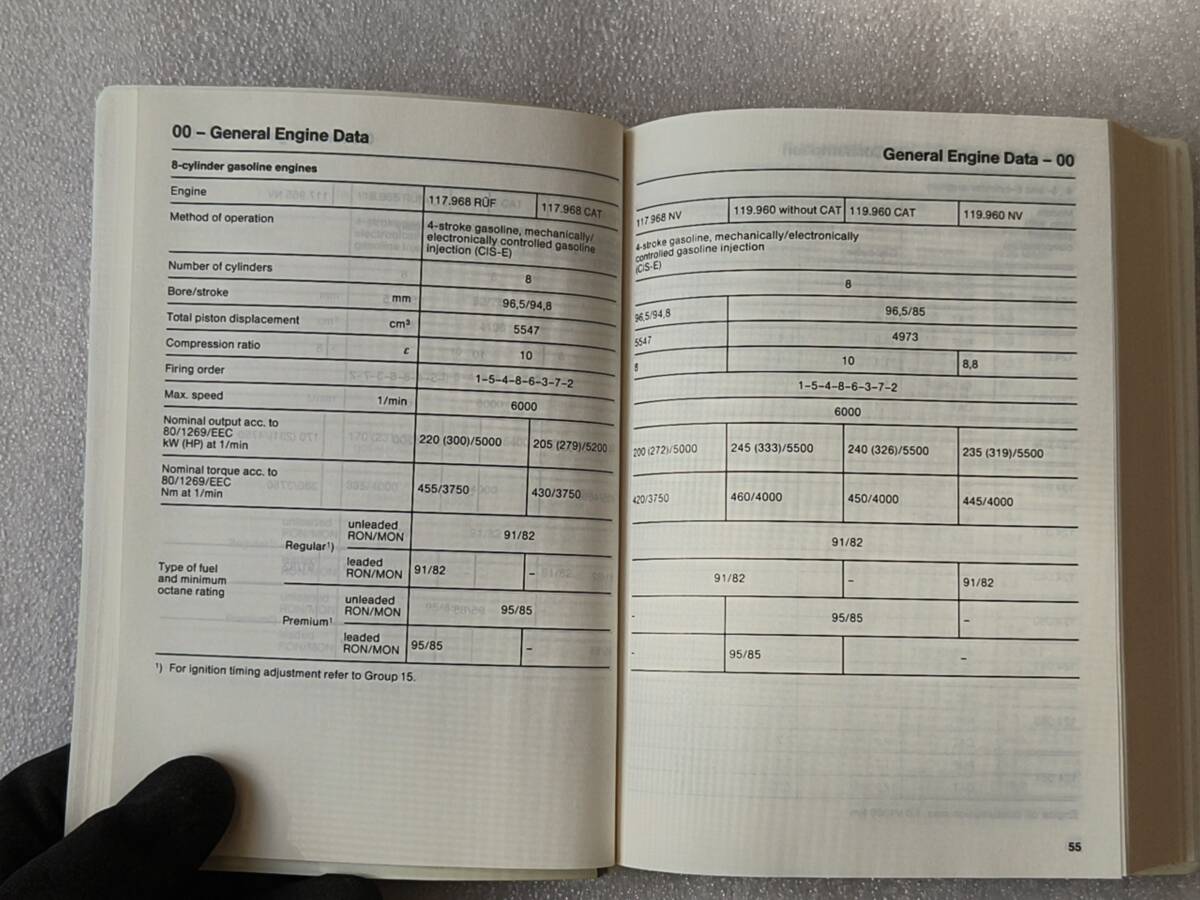 00 – General Engine Data
8-cylinder gasoline engines
Engine 117.968 RÜF 117.968 CAT
Method of operation 4-stroke gasoline, mechanically/
electronically controlled gasoline
injection (CIS-E)
Number of cylinders 8
Bore/stroke mm 96,5/94,8
Total piston displacement cm³ 5547
Compression ratio ε 10
Firing order 1–5–4–8–6–3–7–2
Max. speed 1/min 6000
Nominal output acc. to
80/1269/EEC
kW (HP) at 1/min 220 (300)/5000 205 (279)/5200
Nominal torque acc. to
80/1269/EEC
Nm at 1/min 455/3750 430/3750
Type of fuel
and minimum
octane rating
Regular¹)
unleaded
RON/MON 91/82
leaded
RON/MON 91/82 –
Premium¹
unleaded
RON/MON 95/85
leaded
RON/MON 95/85 –
¹) For ignition timing adjustment refer to Group 15.
General Engine Data – 00
117.968 NV 119.960 without CAT 119.960 CAT 119.960 NV
4-stroke gasoline, mechanically/electronically
controlled gasoline injection
(CIS-E)
8
96,5/94,8 96,5/85
5547 4973
8 10 8,8
1–5–4–8–6–3–7–2
6000
200 (272)/5000 245 (333)/5500 240 (326)/5500 235 (319)/5500
420/3750 460/4000 450/4000 445/4000
91/82
91/82 – 91/82
- 95/85 –
- 95/85 –
55